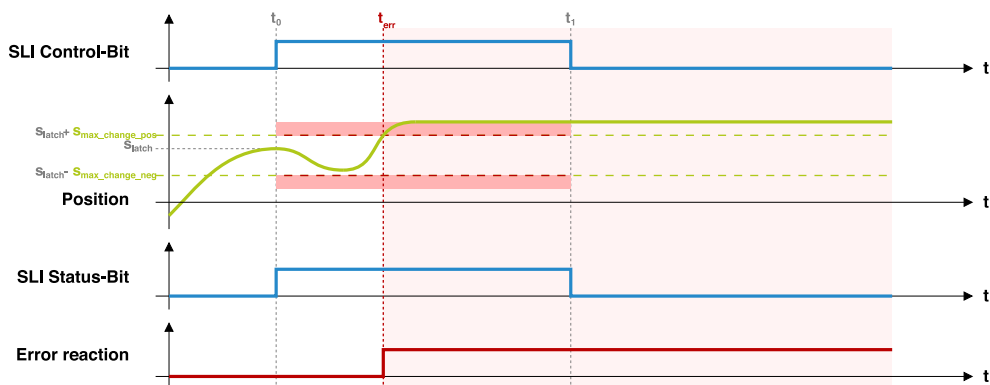 t0 terr t1
SLI Control-Bit t
slatch+ smax_change_pos
slatch
slatch- smax_change_neg
Position t
SLI Status-Bit t
Error reaction t